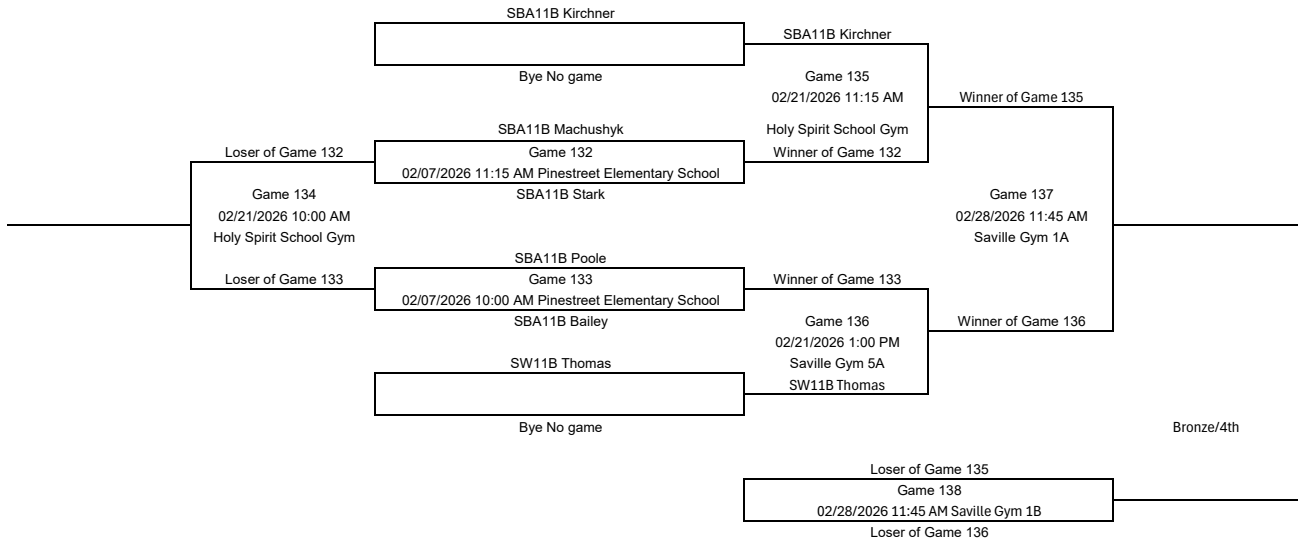 SBA11B Kirchner
SBA11B Kirchner
Bye No game
Game 135
02/21/2026 11:15 AM
Winner of Game 135
SBA11B Machushyk
Holy Spirit School Gym
Loser of Game 132
Game 132
Winner of Game 132
02/07/2026 11:15 AM Pinestreet Elementary School
Game 134
SBA11B Stark
Game 137
02/21/2026 10:00 AM
02/28/2026 11:45 AM
Holy Spirit School Gym
Saville Gym 1A
SBA11B Poole
Loser of Game 133
Game 133
Winner of Game 133
02/07/2026 10:00 AM Pinestreet Elementary School
SBA11B Bailey
Game 136
Winner of Game 136
02/21/2026 1:00 PM
SW11B Thomas
Saville Gym 5A
SW11B Thomas
Bye No game
Bronze/4th
Loser of Game 135
Game 138
02/28/2026 11:45 AM Saville Gym 1B
Loser of Game 136